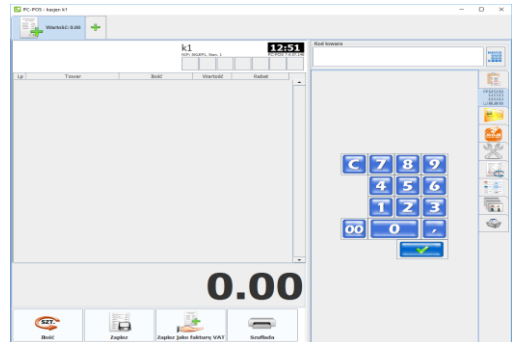 PC-POS - kasjer: k1
Wartość: 0.00
k1
12:51
Kod towaru
Lp
Towar
Ilość
Wartość
Rabat
C 7 8 9
4 5 6
1 2 3
00 0 ,
0.00
SZT.
Ilość
Zapisz
Zapisz jako fakturę VAT
Szuflada